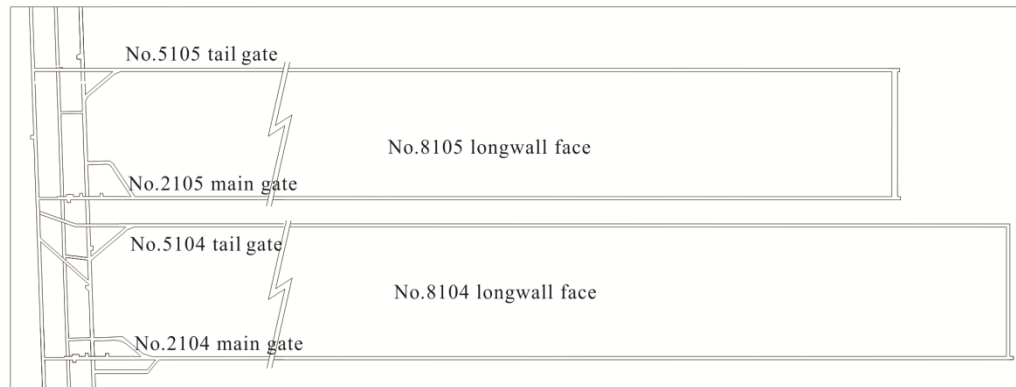 No.5105 tail gate
No.8105 longwall face
No.2105 main gate
No.5104 tail gate
No.8104 longwall face
No.2104 main gate